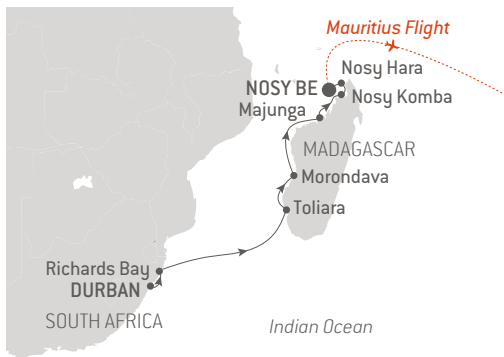 Mauritius Flight
Nosy Hara
NOSY BE
Nosy Komba
Majunga
MADAGASCAR
Morondava
Toliara
Richards Bay
DURBAN
SOUTH AFRICA
Indian Ocean